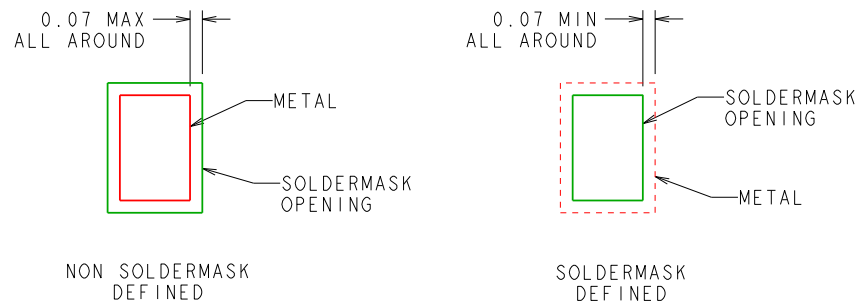 0.07 MAX
ALL AROUND
METAL
SOLDERMASK
OPENING
NON SOLDERMASK
DEFINED
0.07 MIN
ALL AROUND
SOLDERMASK
OPENING
METAL
SOLDERMASK
DEFINED